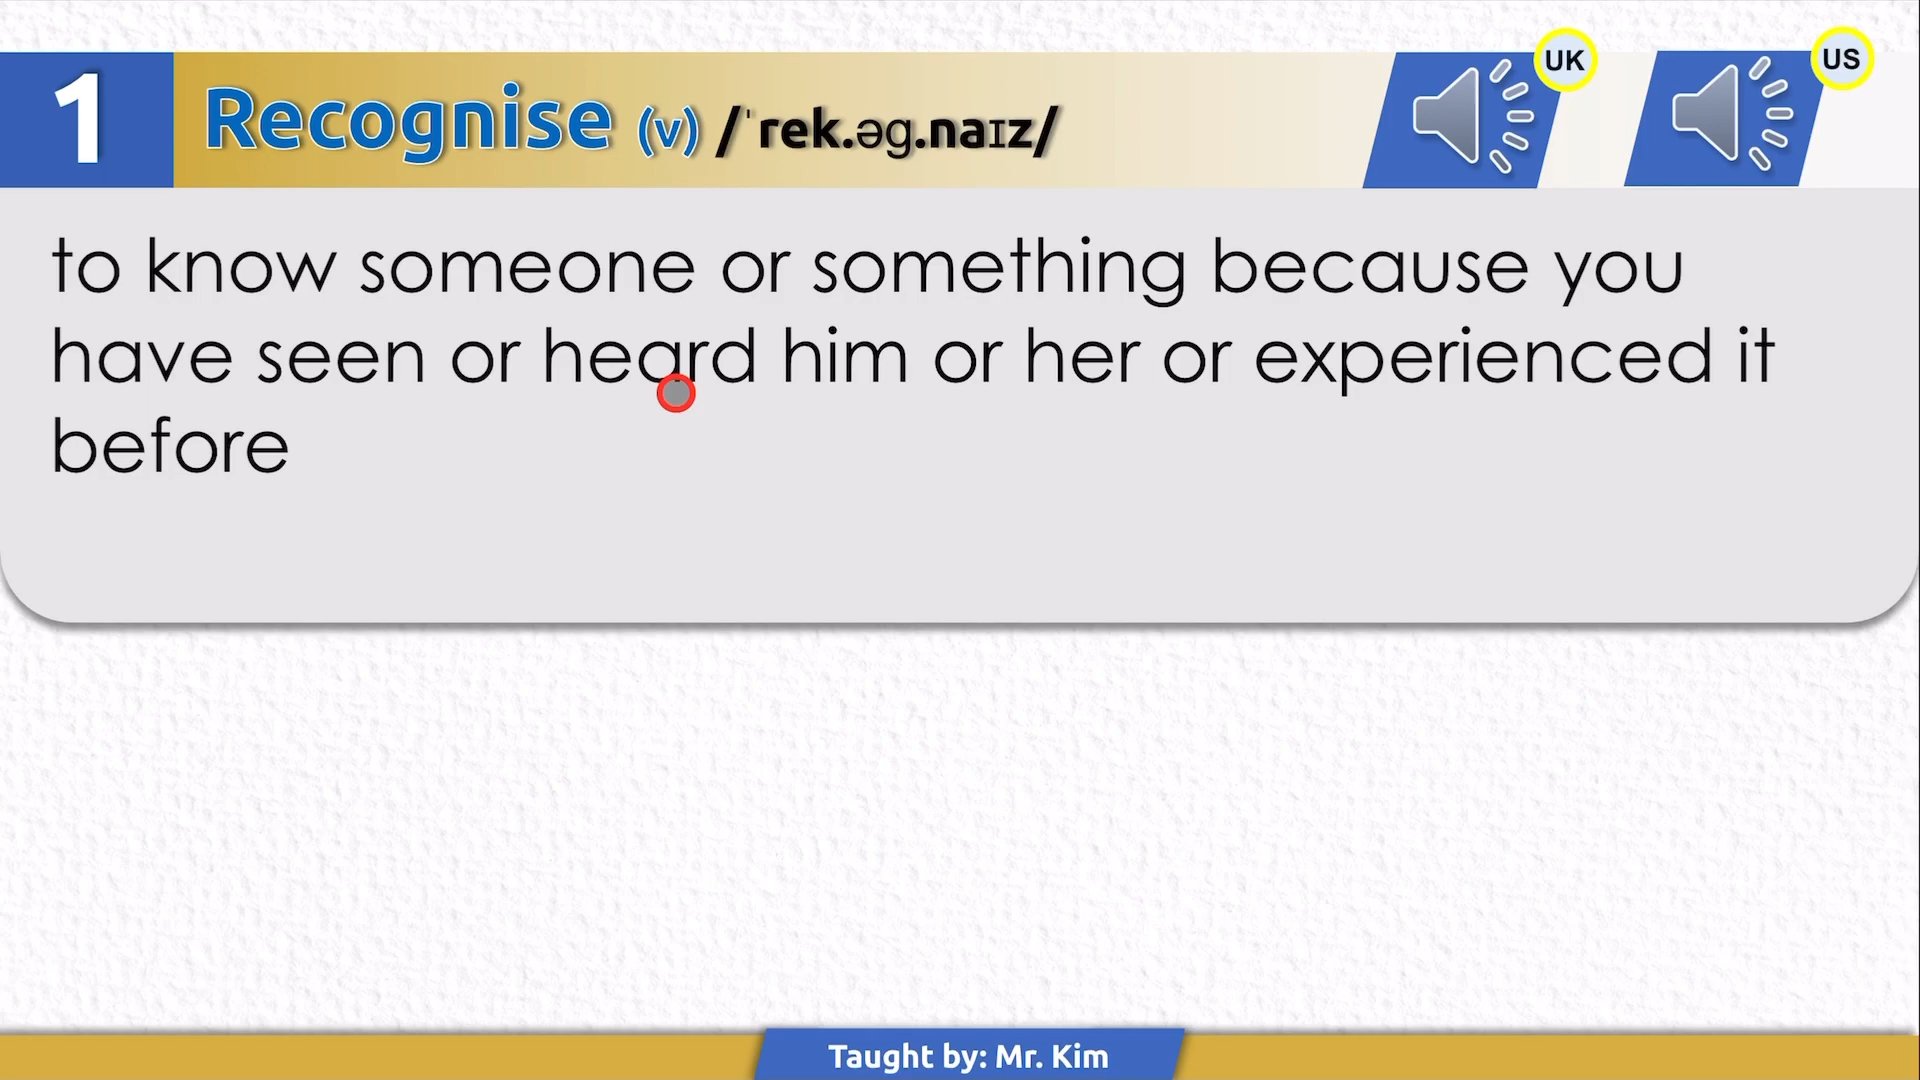 1
Recognise (v) /ˈrek.əɡ.naɪz/
UK
US
to know someone or something because you
have seen or heard him or her or experienced it
before
Taught by: Mr. Kim